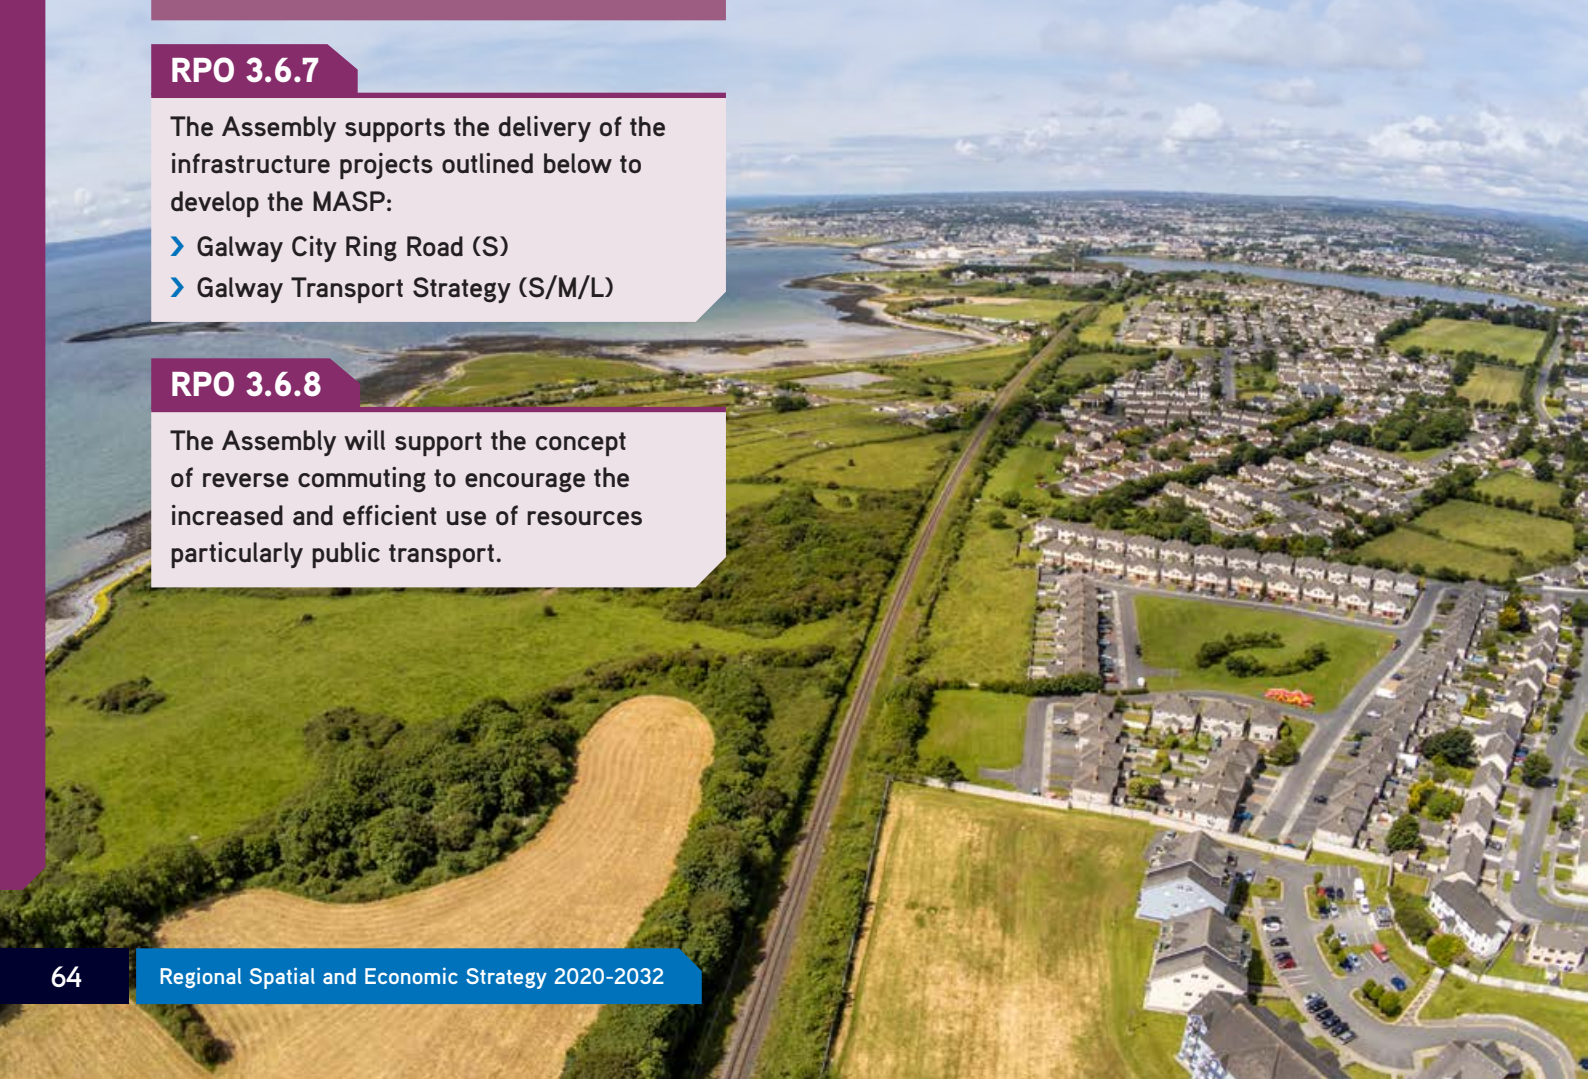 RPO 3.6.7
The Assembly supports the delivery of the
infrastructure projects outlined below to
develop the MASP:
› Galway City Ring Road (S)
› Galway Transport Strategy (S/M/L)
RPO 3.6.8
The Assembly will support the concept
of reverse commuting to encourage the
increased and efficient use of resources
particularly public transport.
64
Regional Spatial and Economic Strategy 2020-2032